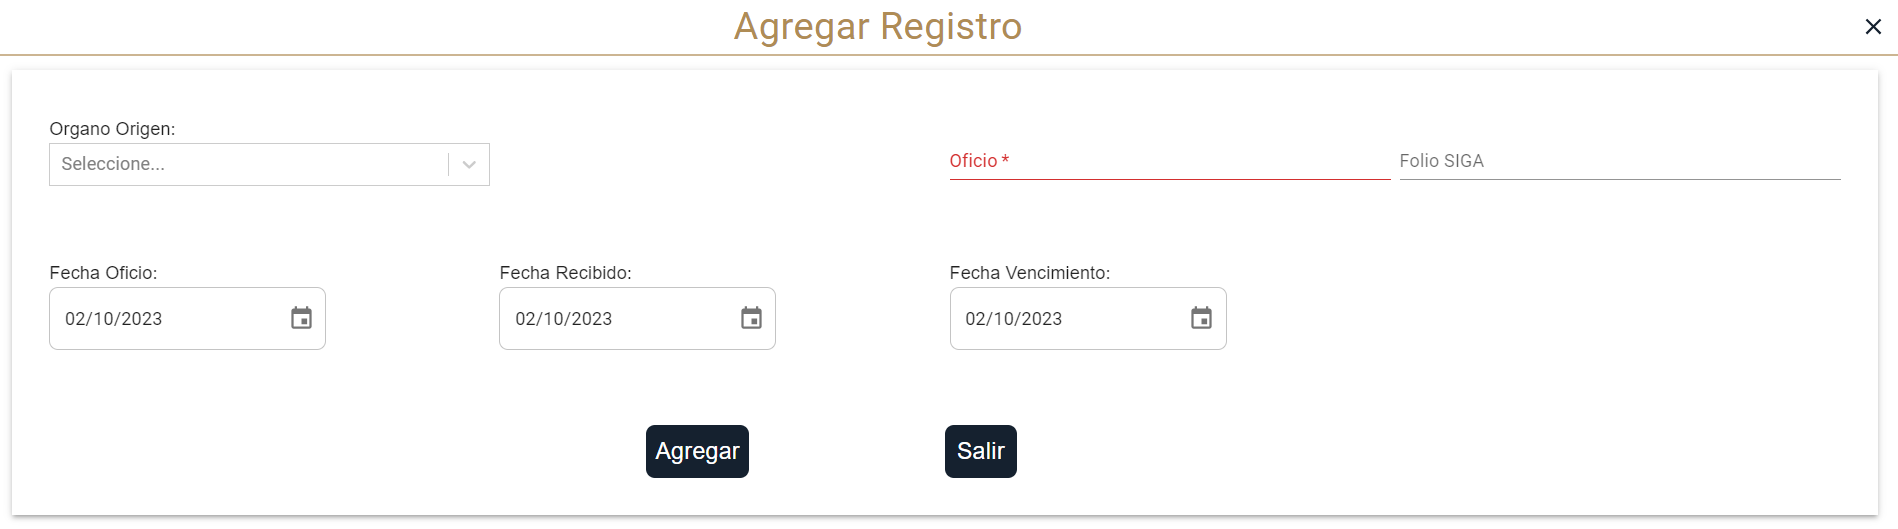 Agregar Registro
Organo Origen:
Seleccione...
Oficio *
Folio SIGA
Fecha Oficio:
Fecha Recibido:
Fecha Vencimiento:
02/10/2023
02/10/2023
02/10/2023
Agregar
Salir